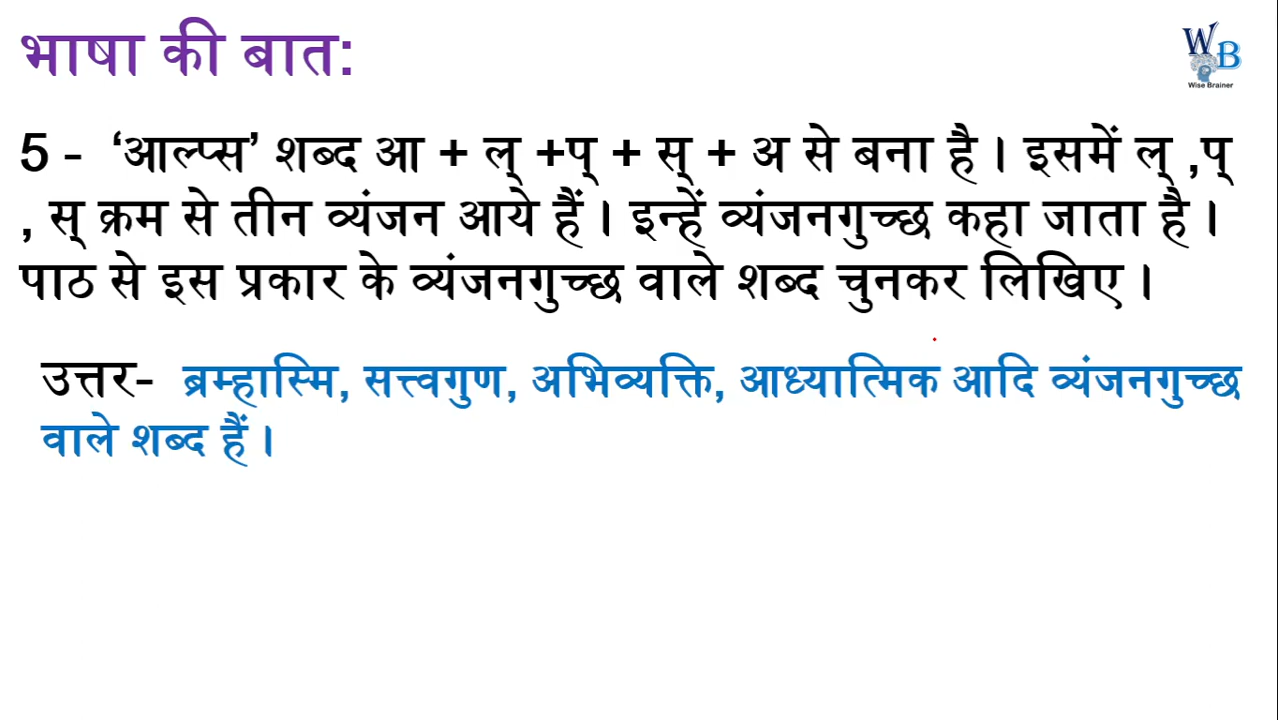 भाषा की बात:
W B
Wise Brainer
5 - ‘आल्प्स’ शब्द आ + ल् +प् + स् + अ से बना है । इसमें ल् ,प्
, स् क्रम से तीन व्यंजन आये हैं । इन्हें व्यंजनगुच्छ कहा जाता है ।
पाठ से इस प्रकार के व्यंजनगुच्छ वाले शब्द चुनकर लिखिए ।
उत्तर- ब्रम्हास्मि, सत्त्वगुण, अभिव्यक्ति, आध्यात्मिक आदि व्यंजनगुच्छ
वाले शब्द हैं ।